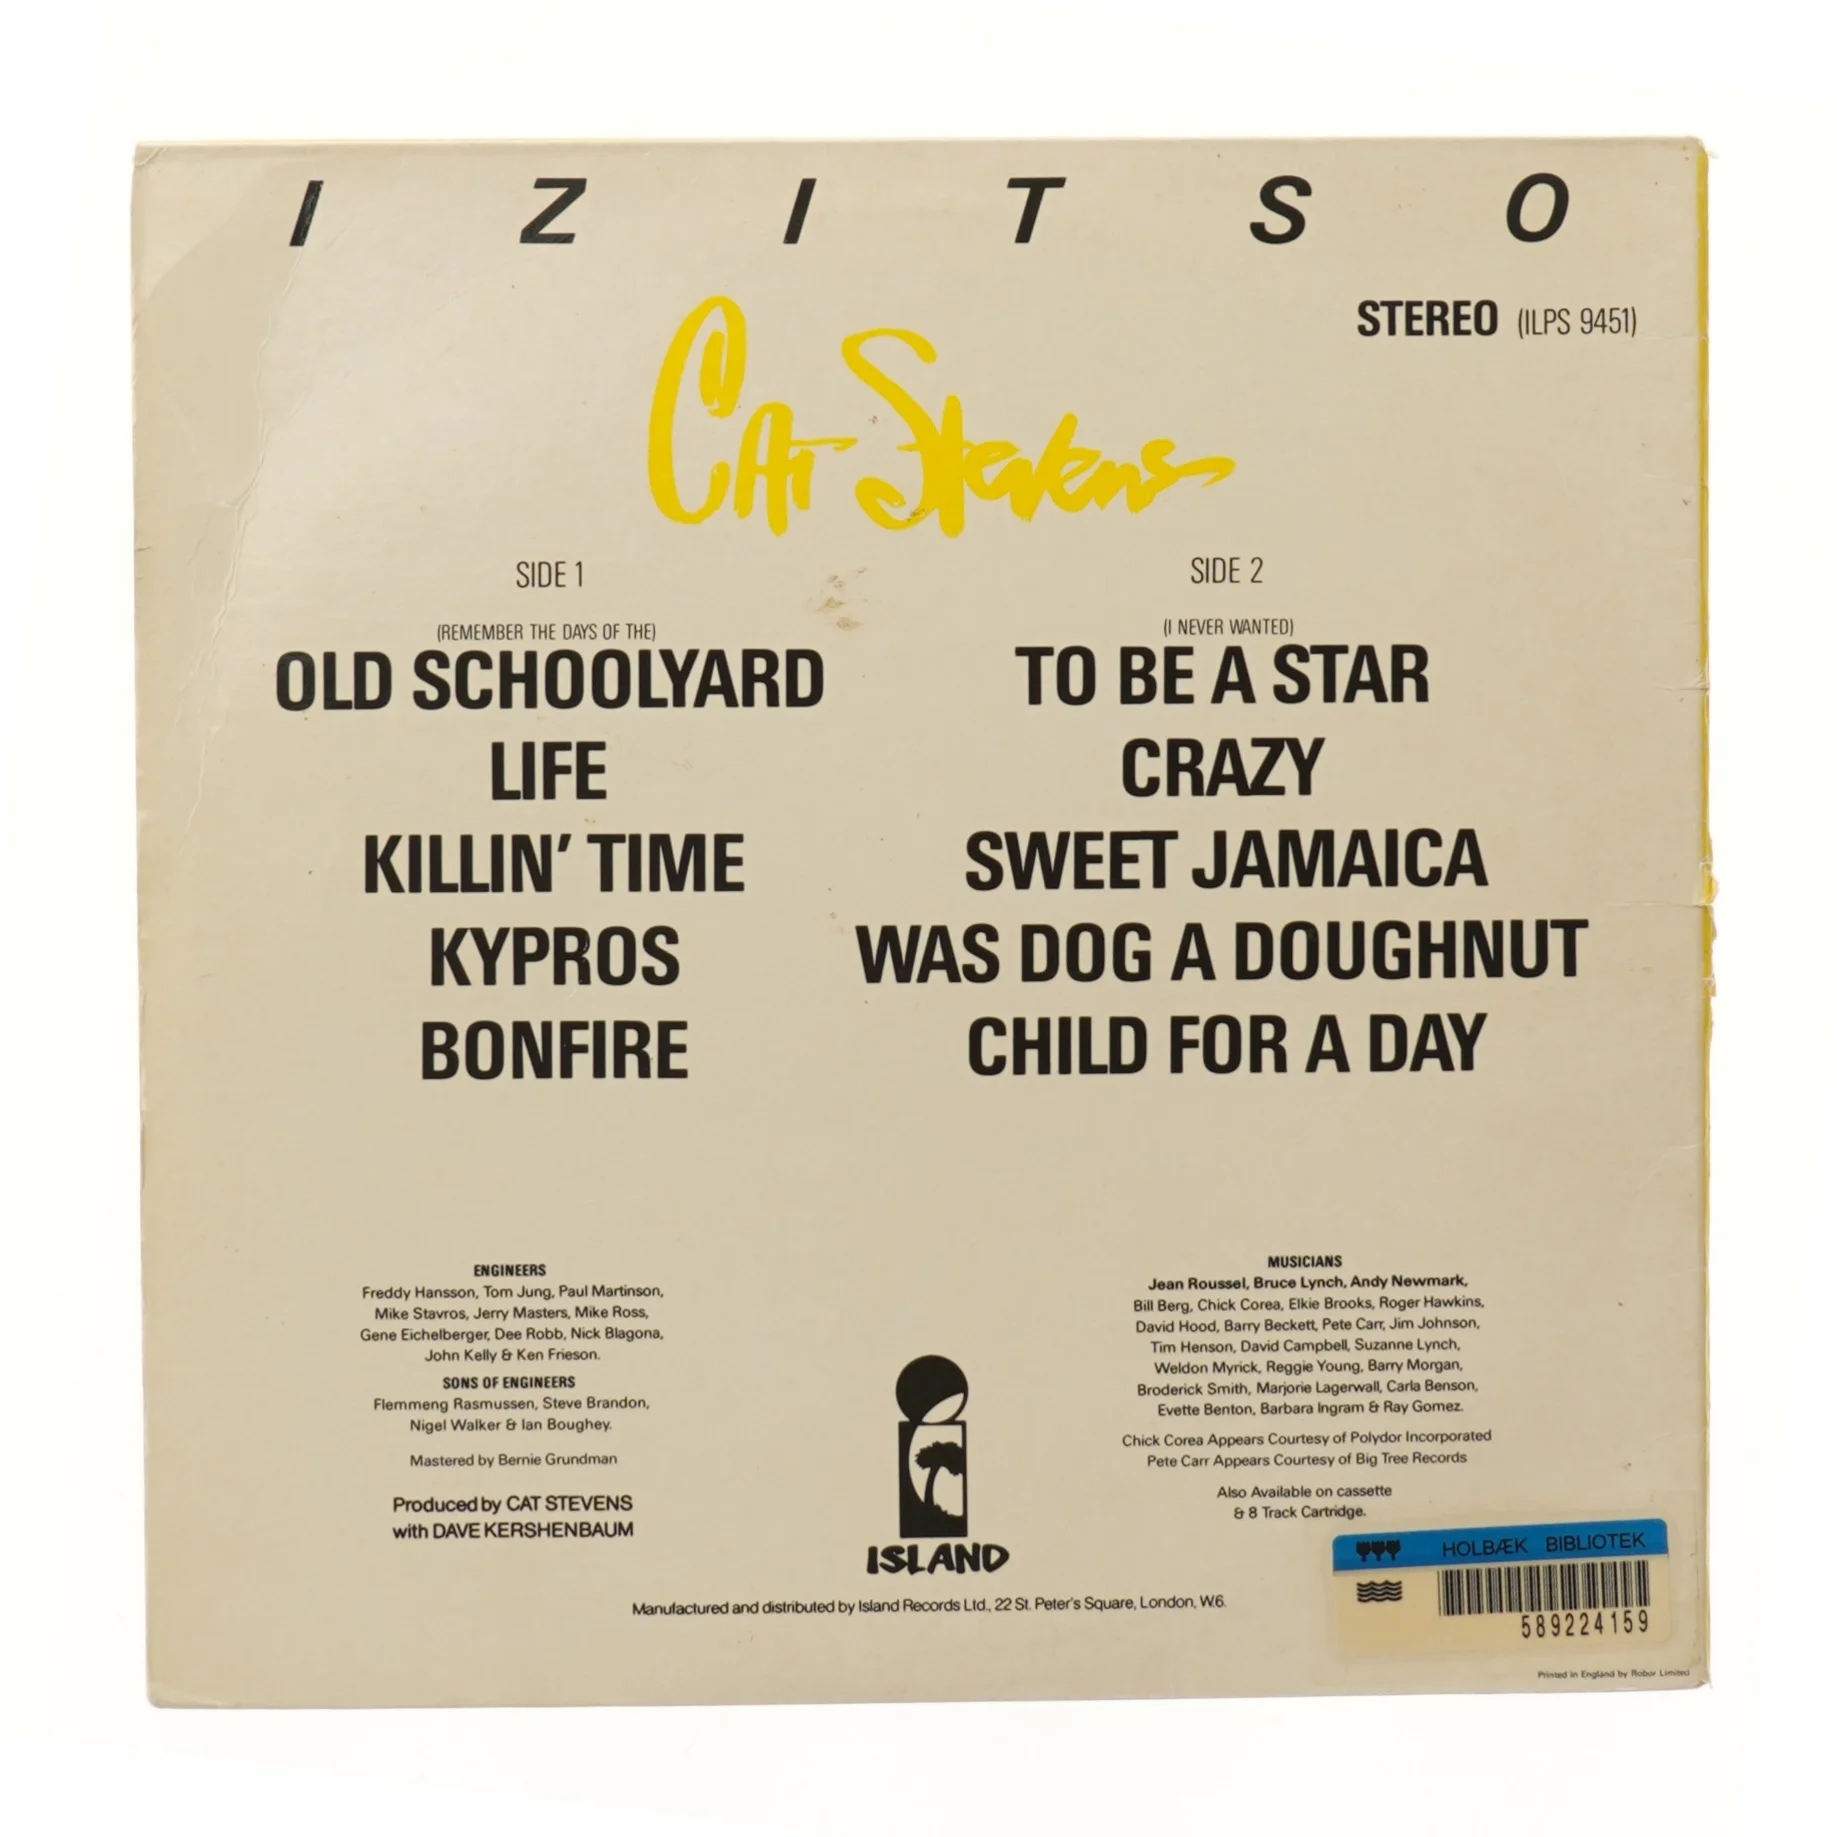 I Z I T S O
STEREO (ILPS 9451)
CAT Stevens
SIDE 1
(REMEMBER THE DAYS OF THE)
OLD SCHOOLYARD
LIFE
KILLIN' TIME
KYPROS
BONFIRE
SIDE 2
(I NEVER WANTED)
TO BE A STAR
CRAZY
SWEET JAMAICA
WAS DOG A DOUGHNUT
CHILD FOR A DAY
ENGINEERS
Freddy Hansson, Tom Jung, Paul Martinson,
Mike Stavros, Jerry Masters, Mike Ross,
Gene Eichelberger, Dee Robb, Nick Blagona,
John Kelly & Ken Frieson.
SONS OF ENGINEERS
Flemmeng Rasmussen, Steve Brandon,
Nigel Walker & Ian Boughey.
Mastered by Bernie Grundman
Produced by CAT STEVENS
with DAVE KERSHENBAUM
MUSICIANS
Jean Roussel, Bruce Lynch, Andy Newmark,
Bill Berg, Chick Corea, Elkie Brooks, Roger Hawkins,
David Hood, Barry Beckett, Pete Carr, Jim Johnson,
Tim Henson, David Campbell, Suzanne Lynch,
Weldon Myrick, Reggie Young, Barry Morgan,
Broderick Smith, Marjorie Lagerwall, Carla Benson,
Evette Benton, Barbara Ingram & Ray Gomez.
Chick Corea Appears Courtesy of Polydor Incorporated
Pete Carr Appears Courtesy of Big Tree Records
Also Available on cassette
& 8 Track Cartridge.
ISLAND
Manufactured and distributed by Island Records Ltd., 22 St. Peter's Square, London, W.6.
HOLBÆK BIBLIOTEK
589224159
Printed in England by Robor Limited